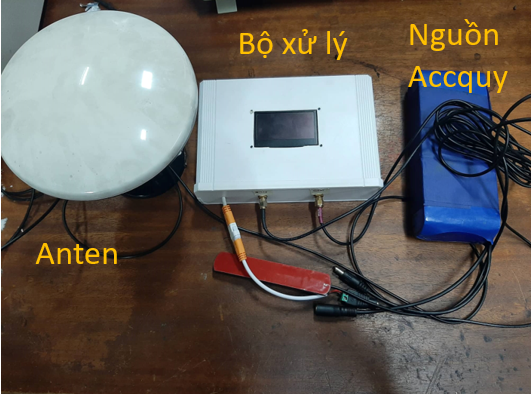 Bộ xử lý
Nguồn
Accquy
Anten